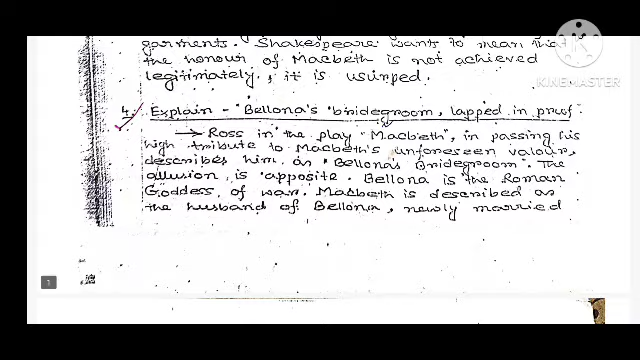 garments. Shakespeare wants to mean that
the honour of Macbeth is not achieved
legitimately, it is usurped.
KINEMASTER
4. Explain - "Bellona's bridegroom, lapped in proof"
→ Ross in the play "Macbeth", in passing his
high tribute to Macbeth's unforeseen valour,
describes him as "Bellona's Bridegroom". The
allusion is apposite. Bellona is the Roman
Goddess of war. Macbeth is described as
the husband of Bellona, newly married
1